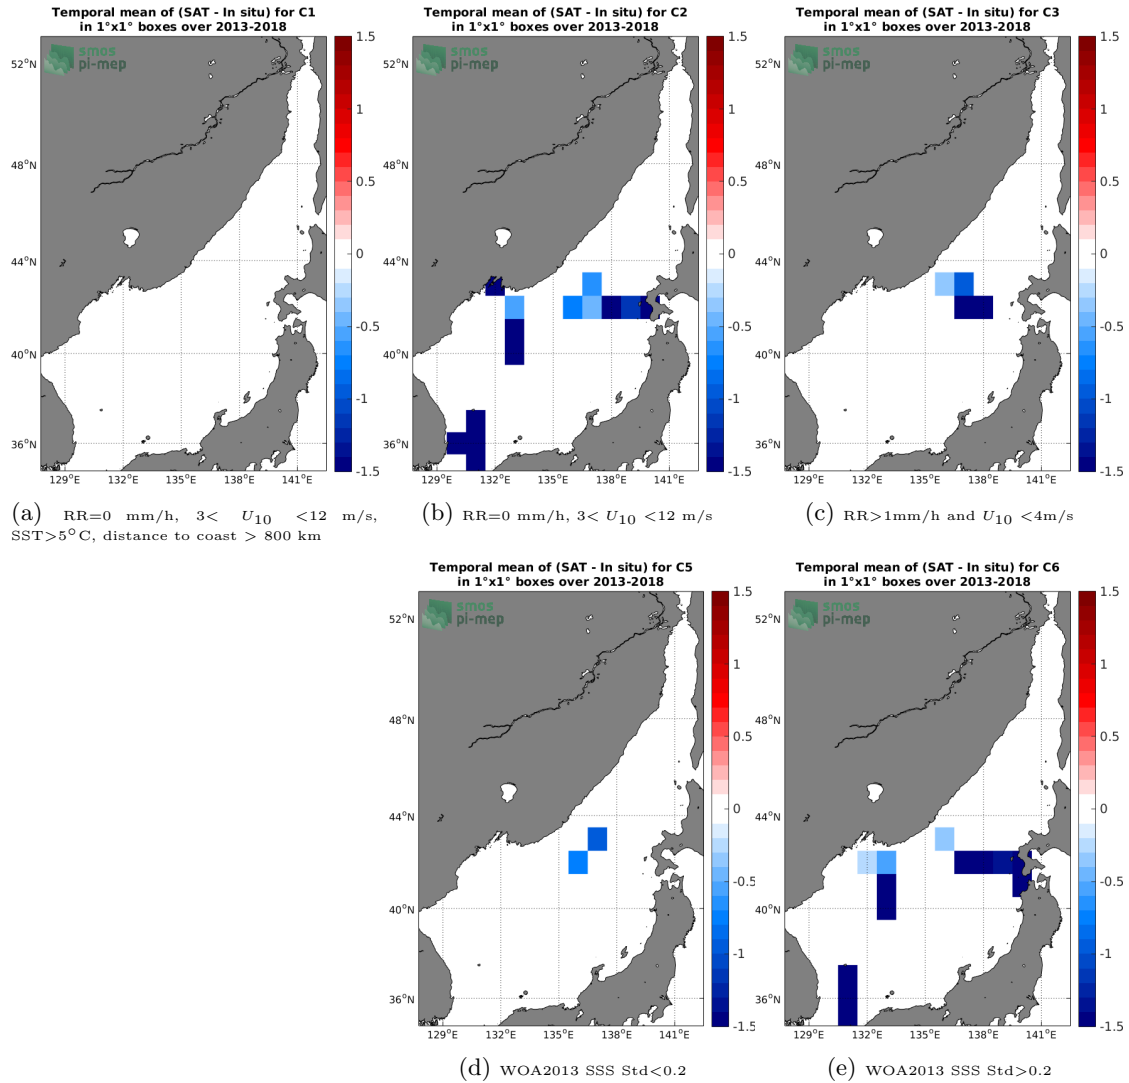 Temporal mean of (SAT - In situ) for C1
in 1°x1° boxes over 2013-2018
smos
pi-mep
52°N
48°N
44°N
40°N
36°N
129°E 132°E 135°E 138°E 141°E
1.5
1
0.5
0
-0.5
-1
-1.5
(a) RR=0 mm/h, 3< U10 <12 m/s,
SST>5°C, distance to coast > 800 km
Temporal mean of (SAT - In situ) for C2
in 1°x1° boxes over 2013-2018
smos
pi-mep
52°N
48°N
44°N
40°N
36°N
129°E 132°E 135°E 138°E 141°E
1.5
1
0.5
0
-0.5
-1
-1.5
(b) RR=0 mm/h, 3< U10 <12 m/s
Temporal mean of (SAT - In situ) for C3
in 1°x1° boxes over 2013-2018
smos
pi-mep
52°N
48°N
44°N
40°N
36°N
129°E 132°E 135°E 138°E 141°E
1.5
1
0.5
0
-0.5
-1
-1.5
(c) RR>1mm/h and U10 <4m/s
Temporal mean of (SAT - In situ) for C5
in 1°x1° boxes over 2013-2018
smos
pi-mep
52°N
48°N
44°N
40°N
36°N
129°E 132°E 135°E 138°E 141°E
1.5
1
0.5
0
-0.5
-1
-1.5
(d) WOA2013 SSS Std<0.2
Temporal mean of (SAT - In situ) for C6
in 1°x1° boxes over 2013-2018
smos
pi-mep
52°N
48°N
44°N
40°N
36°N
129°E 132°E 135°E 138°E 141°E
1.5
1
0.5
0
-0.5
-1
-1.5
(e) WOA2013 SSS Std>0.2